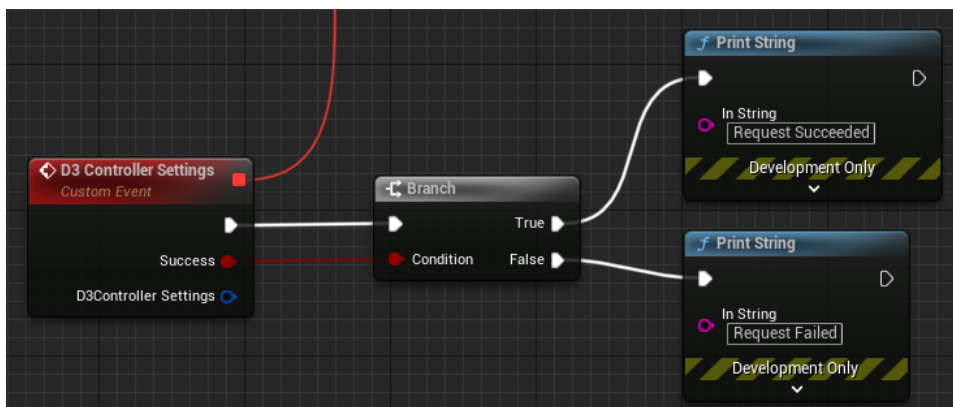 D3 Controller Settings
Custom Event
Success
D3Controller Settings
Branch
True
Condition
False
f Print String
In String
Request Succeeded
Development Only
f Print String
In String
Request Failed
Development Only